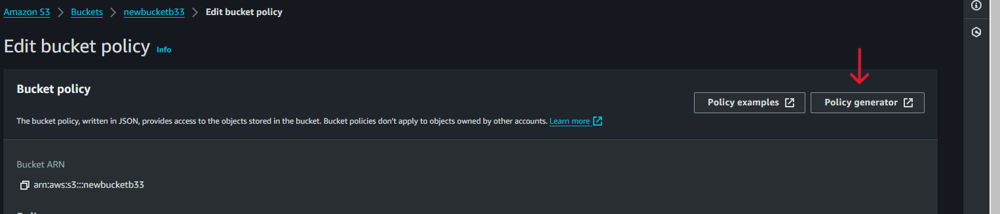 Amazon S3 > Buckets > newbucketb33 > Edit bucket policy
Edit bucket policy Info
Bucket policy
Policy examples
Policy generator
The bucket policy, written in JSON, provides access to the objects stored in the bucket. Bucket policies don't apply to objects owned by other accounts. Learn more
Bucket ARN
arn:aws:s3:::newbucketb33